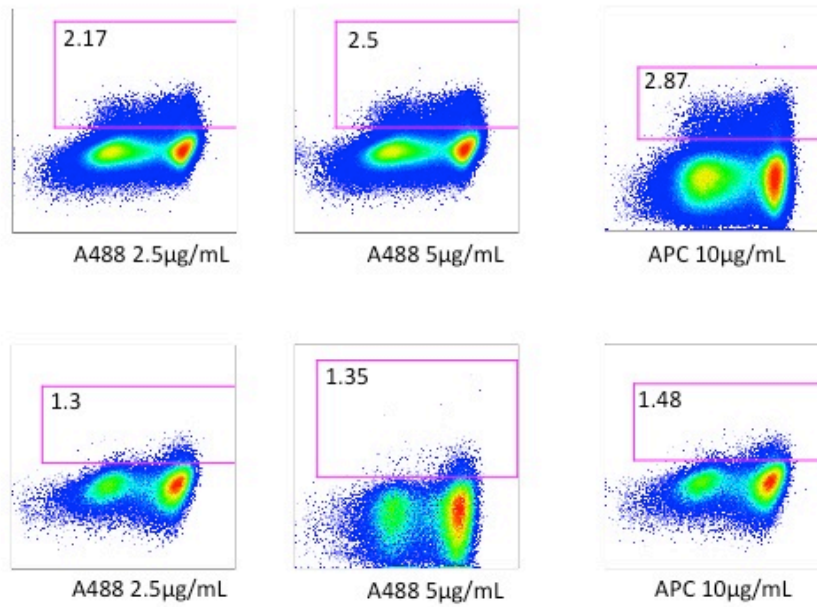 2.17
2.5
2.87
A488 2.5µg/mL
A488 5µg/mL
APC 10µg/mL
1.3
1.35
1.48
A488 2.5µg/mL
A488 5µg/mL
APC 10µg/mL